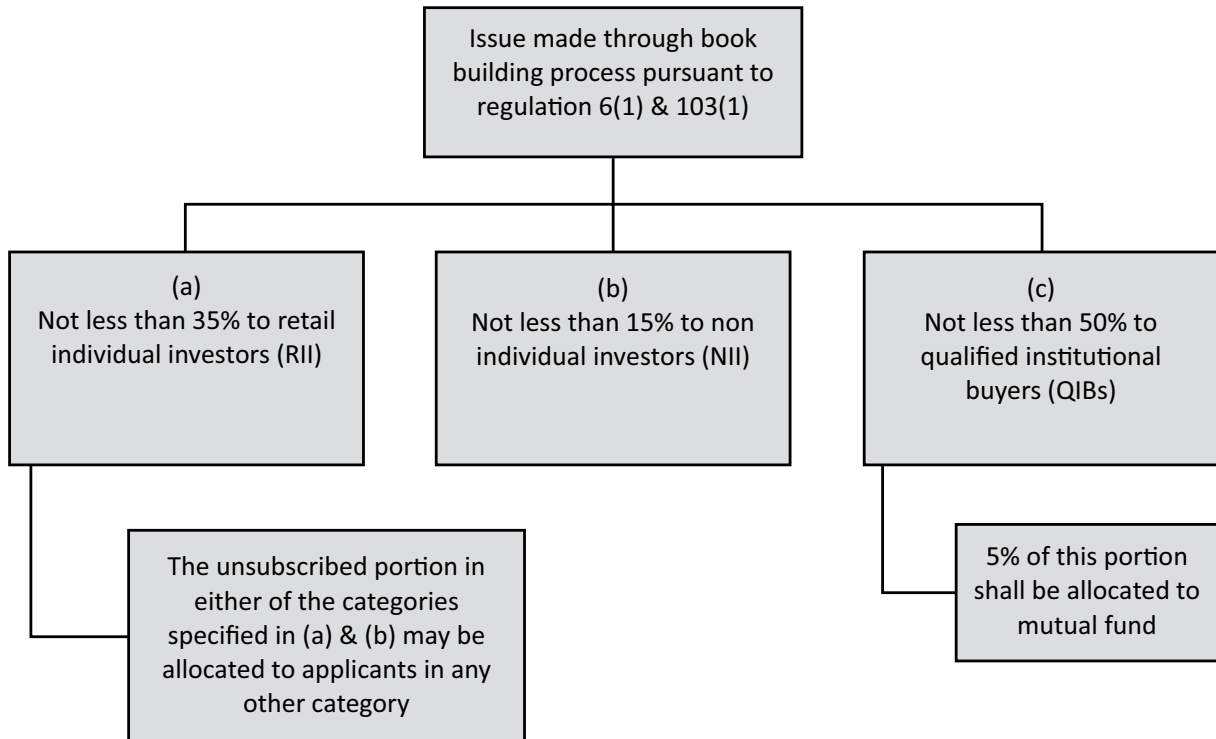 Issue made through book
building process pursuant to
regulation 6(1) & 103(1)
(a)
Not less than 35% to retail
individual investors (RII)
(b)
Not less than 15% to non
individual investors (NII)
(c)
Not less than 50% to
qualified institutional
buyers (QIBs)
The unsubscribed portion in
either of the categories
specified in (a) & (b) may be
allocated to applicants in any
other category
5% of this portion
shall be allocated to
mutual fund